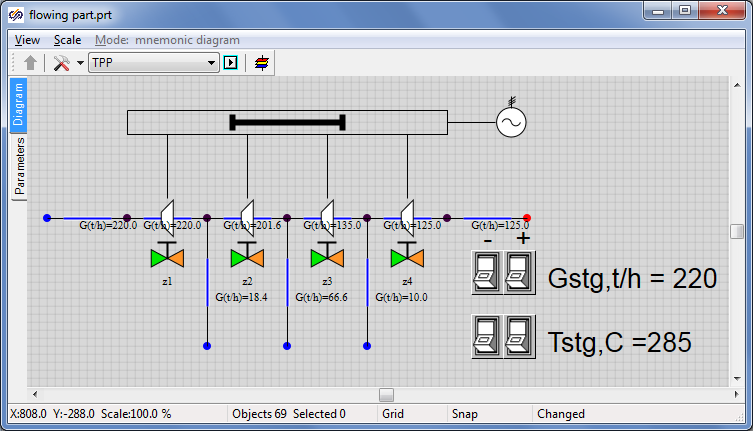 flowing part.prt
View Scale Mode: mnemonic diagram
TPP
Diagram
Parameters
G(t/h)=220.0 G(t/h)=220.0 G(t/h)=201.6 G(t/h)=135.0 G(t/h)=125.0 G(t/h)=125.0
- +
z1 z2 z3 z4
Gstg,t/h = 220
G(t/h)=18.4 G(t/h)=66.6 G(t/h)=10.0
Tstg,C =285
X:808.0 Y:-288.0 Scale:100.0 % Objects 69 Selected 0 Grid Snap Changed